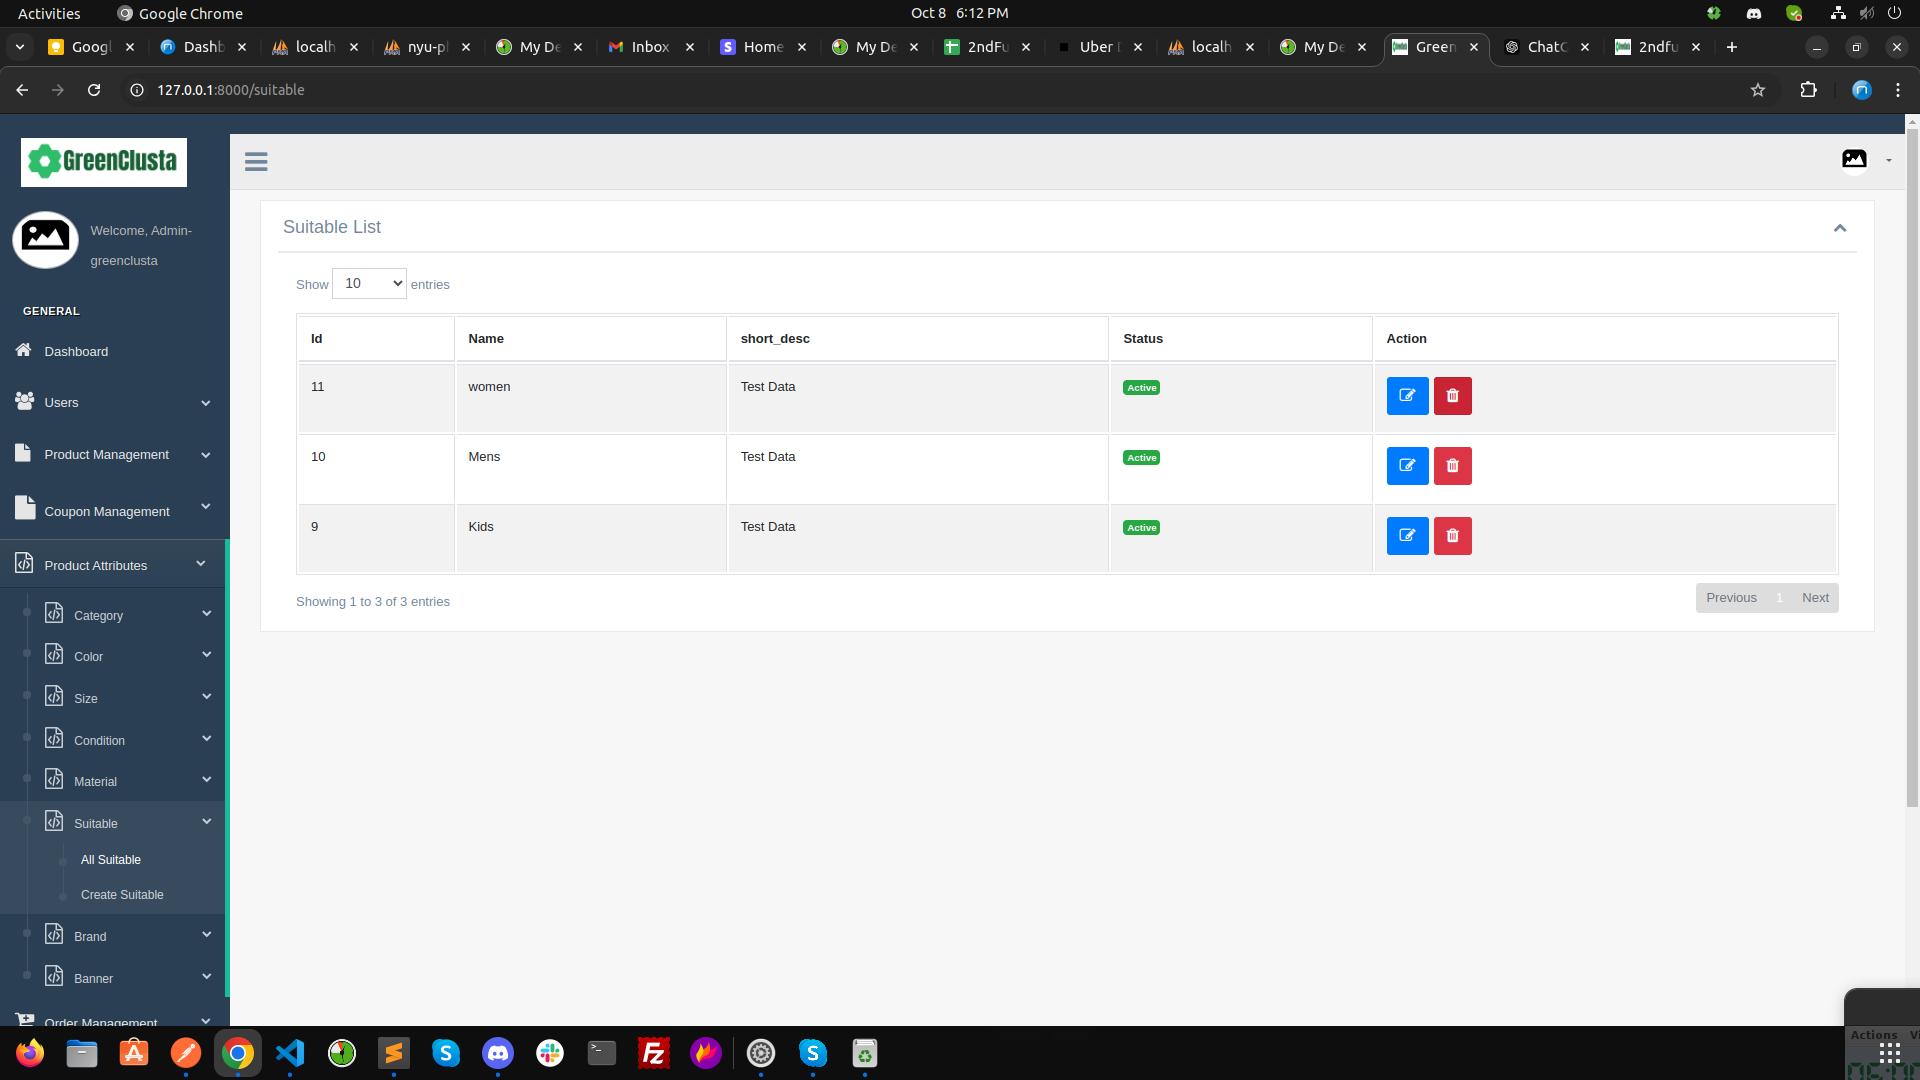 Activities Google Chrome Oct 8 6:12 PM
Googl Dashb localh nyu-pl My De Inbox Home My De 2ndFu Uber localh My De Green ChatG 2ndfu
127.0.0.1:8000/suitable
GreenClusta
Welcome, Admin-
greenclusta
GENERAL
Dashboard
Users
Product Management
Coupon Management
Product Attributes
Category
Color
Size
Condition
Material
Suitable
All Suitable
Create Suitable
Brand
Banner
Order Management
Suitable List
Show 10 entries
Id Name short_desc Status Action
11 women Test Data Active
10 Mens Test Data Active
9 Kids Test Data Active
Showing 1 to 3 of 3 entries
Previous 1 Next
Actions Vi